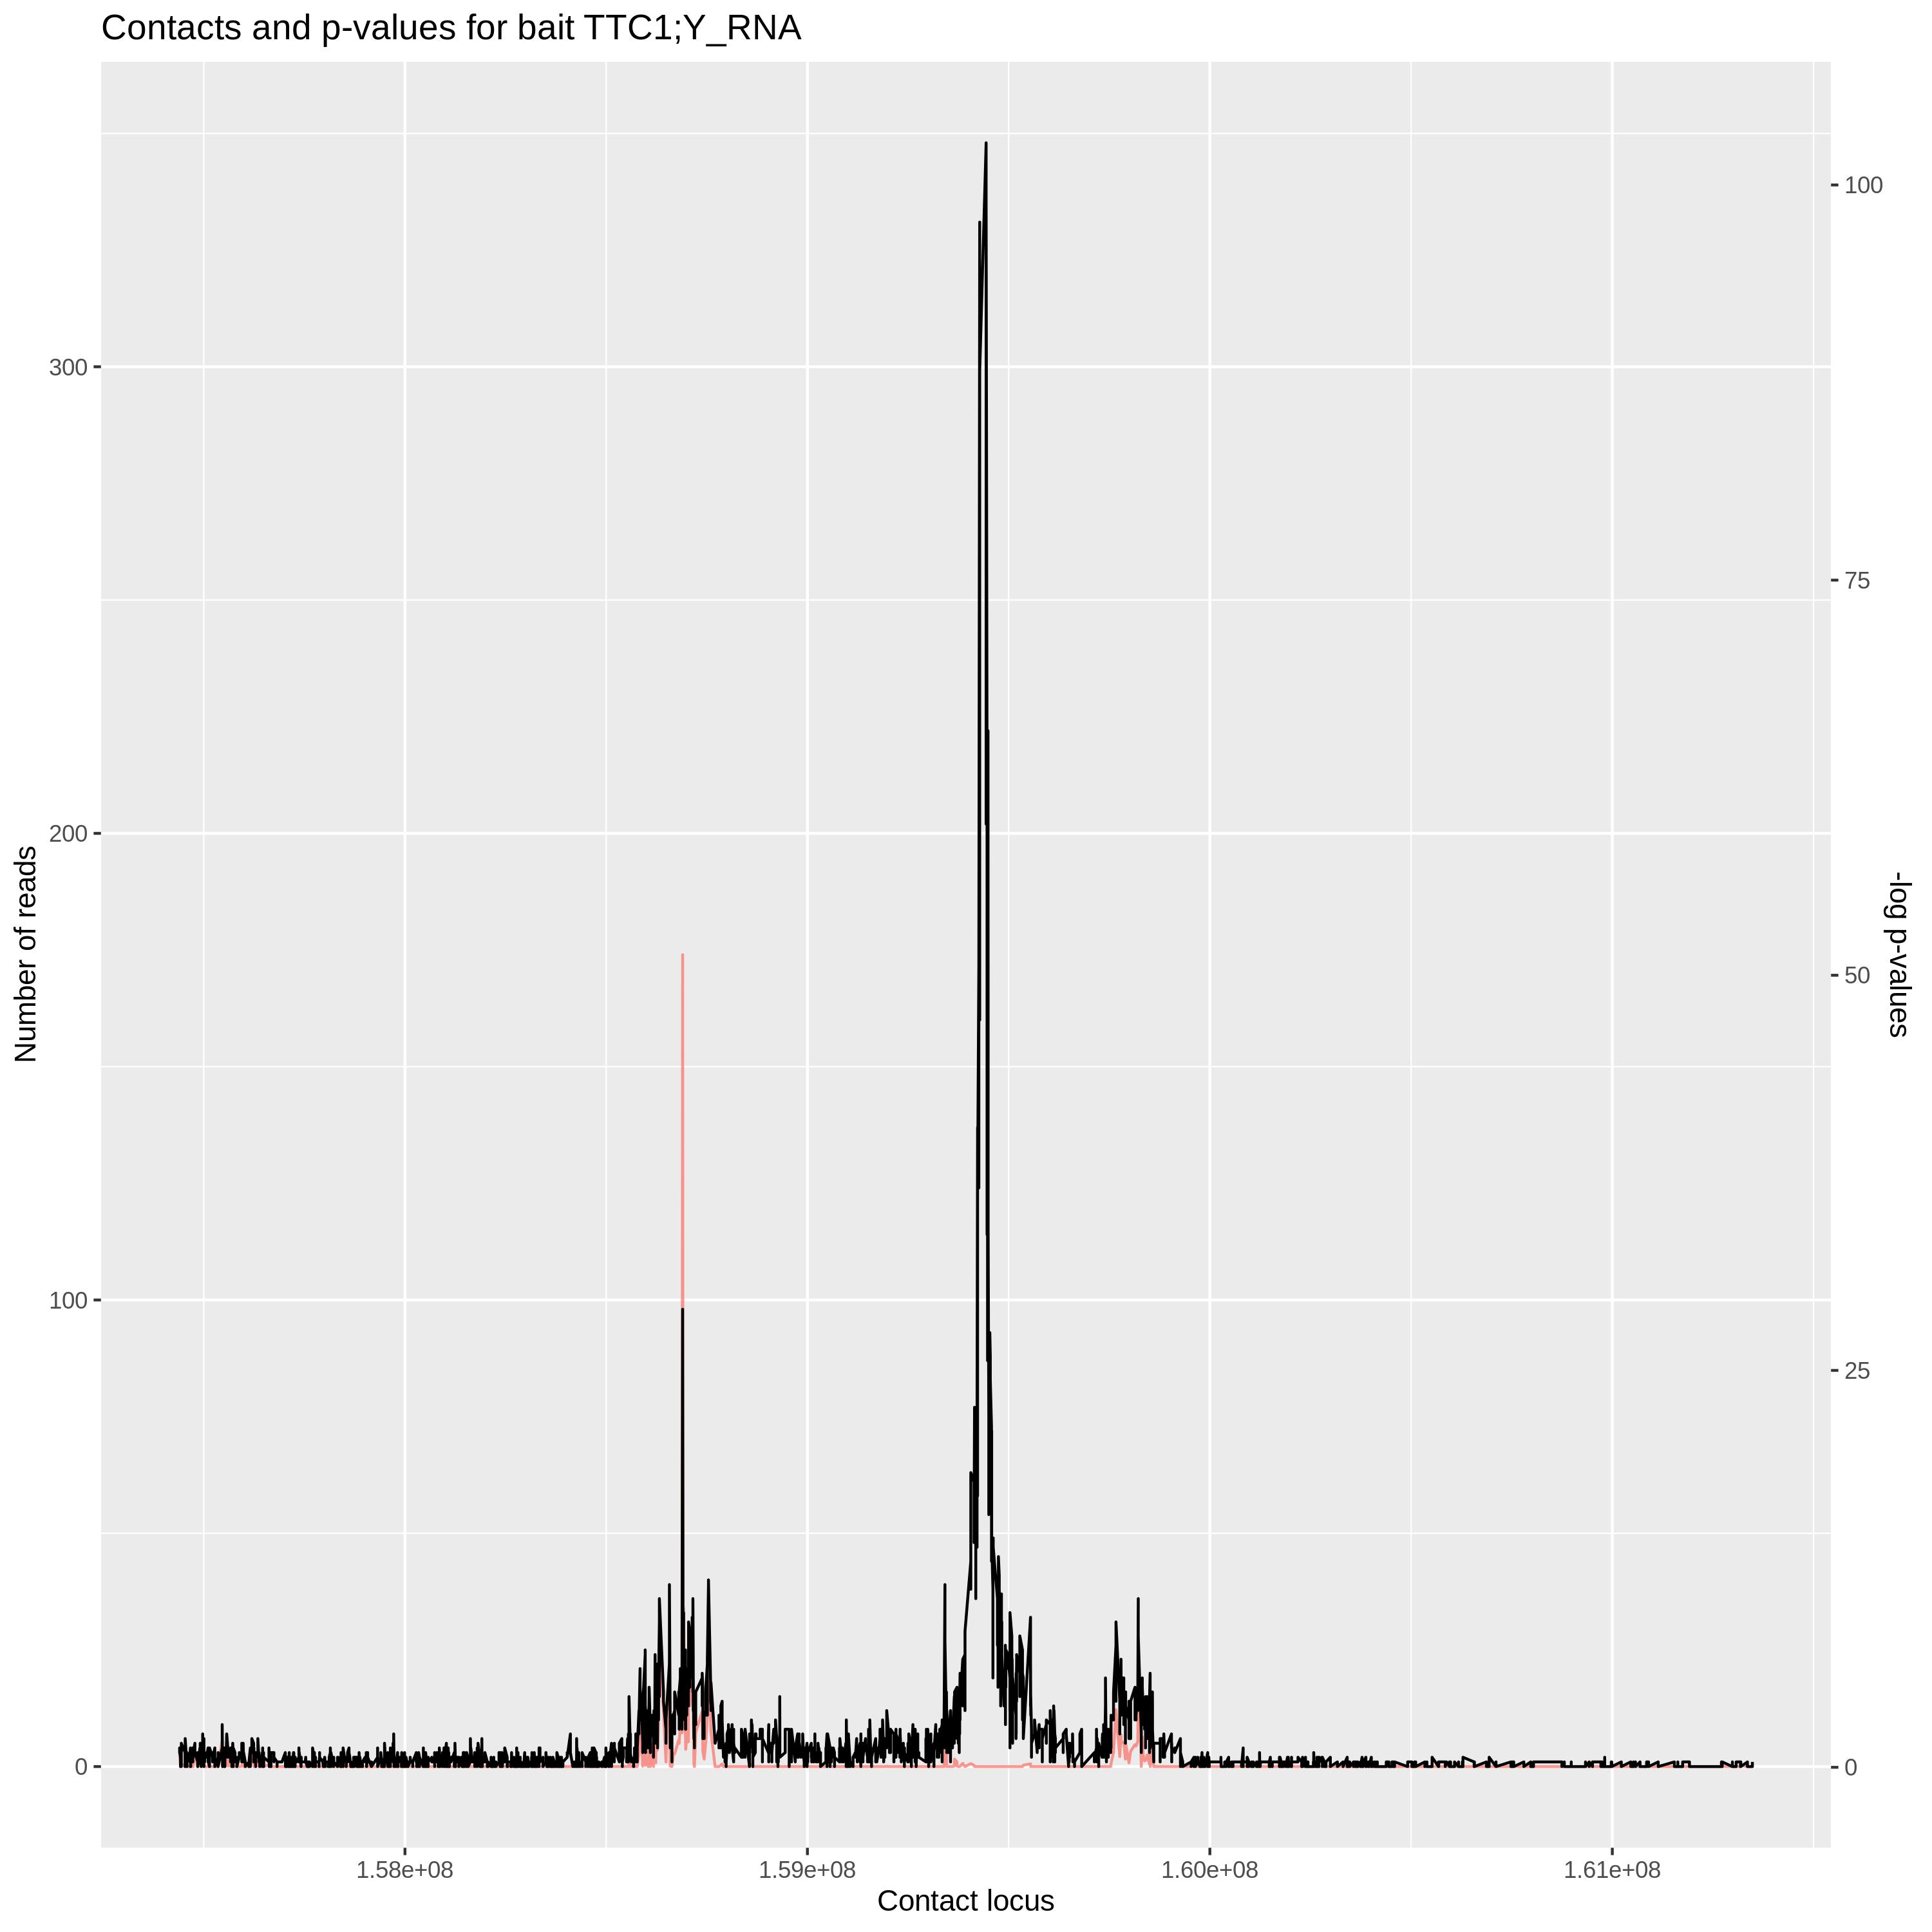 Contacts and p-values for bait TTC1;Y_RNA
Number of reads
300
200
100
0
100
75
50
25
0
-log p-values
1.58e+08
1.59e+08
1.60e+08
1.61e+08
Contact locus